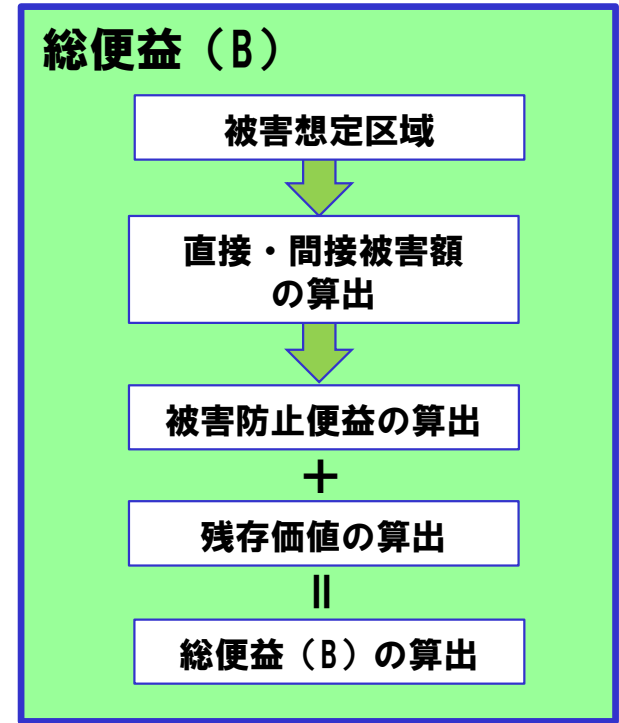 総便益（B）
被害想定区域
直接・間接被害額
の算出
被害防止便益の算出
＋
残存価値の算出
＝
総便益（B）の算出